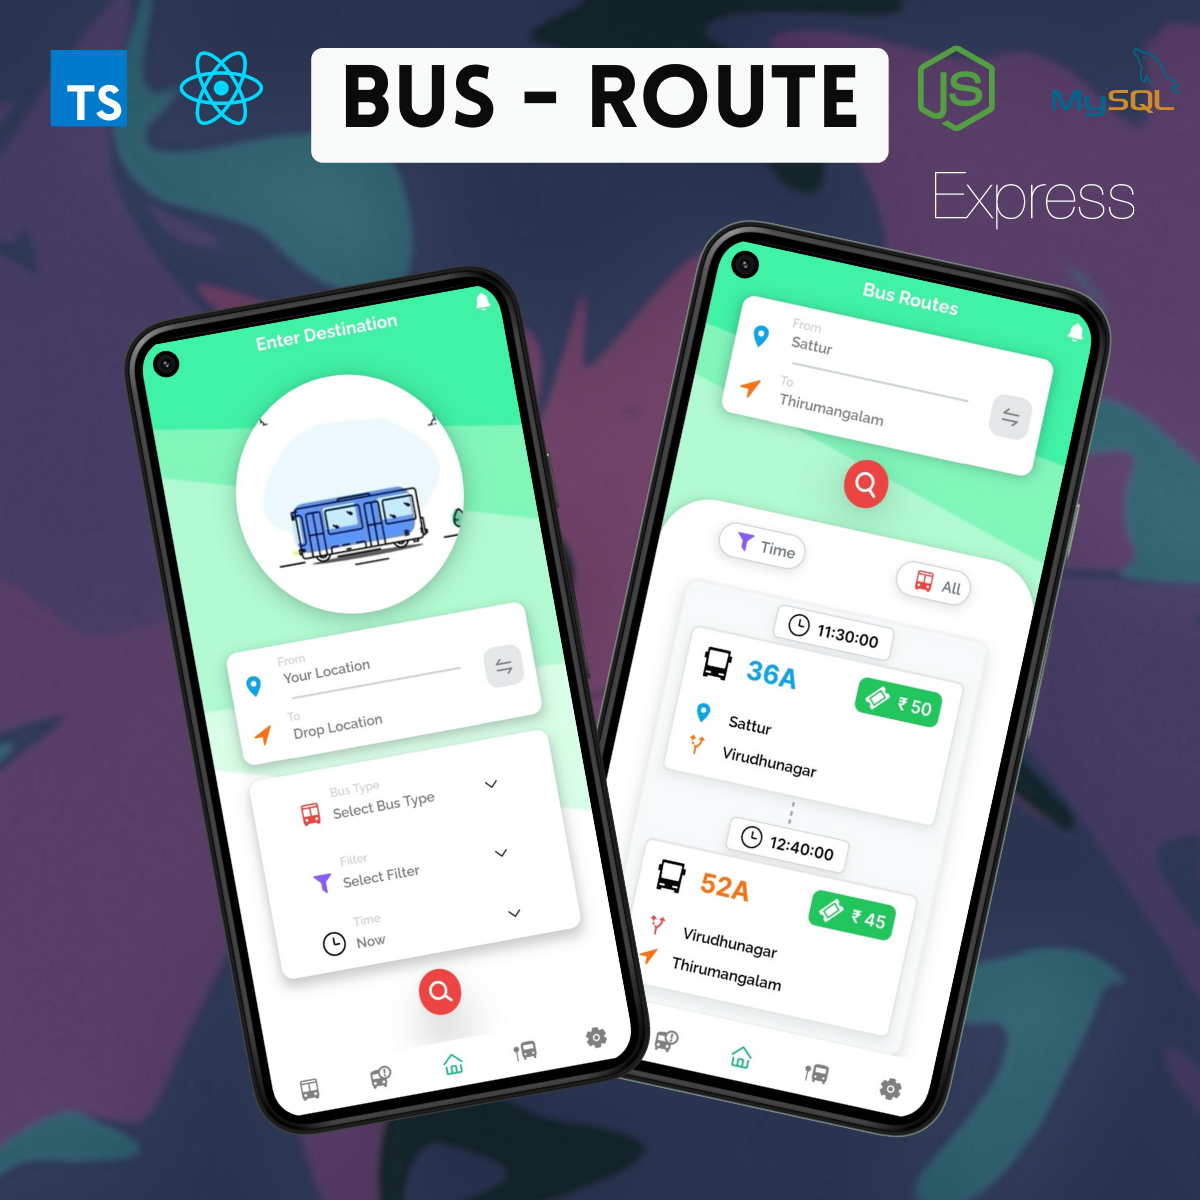 TS
BUS - ROUTE
JS
MySQL
Express
Enter Destination
From
Your Location
To
Drop Location
Bus Type
Select Bus Type
Filter
Select Filter
Time
Now
Bus Routes
From
Sattur
To
Thirumangalam
Time
All
11:30:00
36A
₹ 50
Sattur
Virudhunagar
12:40:00
52A
₹ 45
Virudhunagar
Thirumangalam